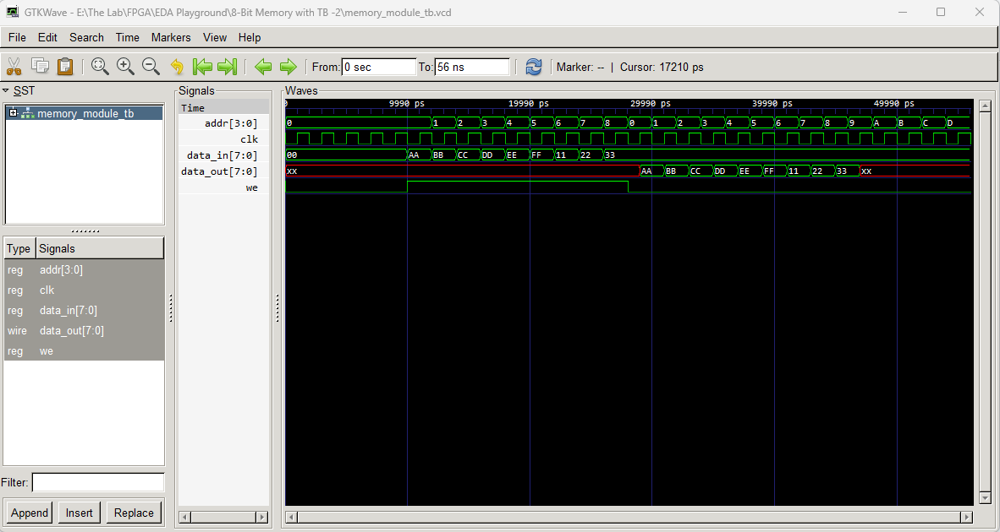 GTKWave - E:\The Lab\FPGA\EDA Playground\8-Bit Memory with TB -2\memory_module_tb.vcd
File Edit Search Time Markers View Help
From: 0 sec To: 56 ns Marker: -- | Cursor: 17210 ps
SST
memory_module_tb
Type Signals
reg addr[3:0]
reg clk
reg data_in[7:0]
wire data_out[7:0]
reg we
Filter:
Append Insert Replace
Signals
Time
addr[3:0]
clk
data_in[7:0]
data_out[7:0]
we
Waves
0 9990 ps 19990 ps 29990 ps 39990 ps 49990 ps
0 1 2 3 4 5 6 7 8 0 1 2 3 4 5 6 7 8 9 A B C D
00 AA BB CC DD EE FF 11 22 33
xx AA BB CC DD EE FF 11 22 33 xx